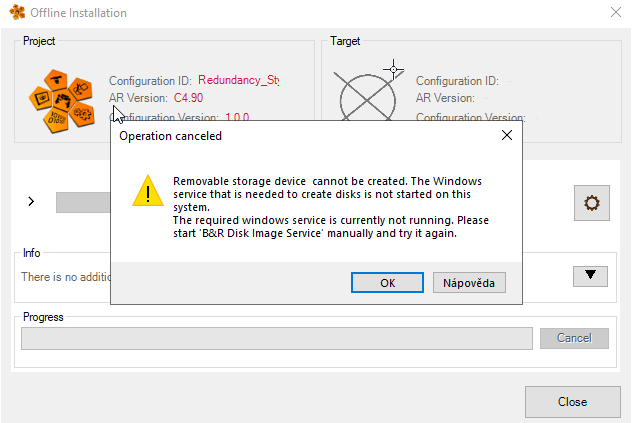 Offline Installation
Project
Configuration ID: Redundancy_Sty
AR Version: C4.90
Configuration Version: 1.0.0
Target
Configuration ID:
AR Version:
Configuration Version:
Operation canceled
Removable storage device  cannot be created. The Windows
service that is needed to create disks is not started on this
system.
The required windows service is currently not running. Please
start 'B&R Disk Image Service' manually and try it again.
OK
Nápověda
Info
There is no additio
Progress
Cancel
Close